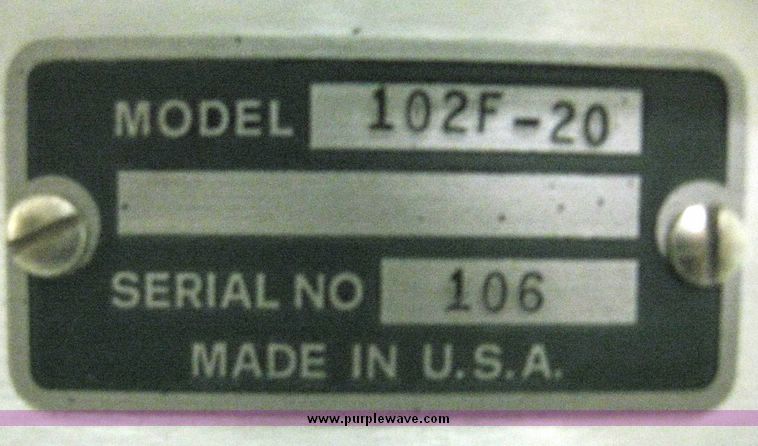 MODEL 102F-20
SERIAL NO 106
MADE IN U.S.A.
www.purplewave.com